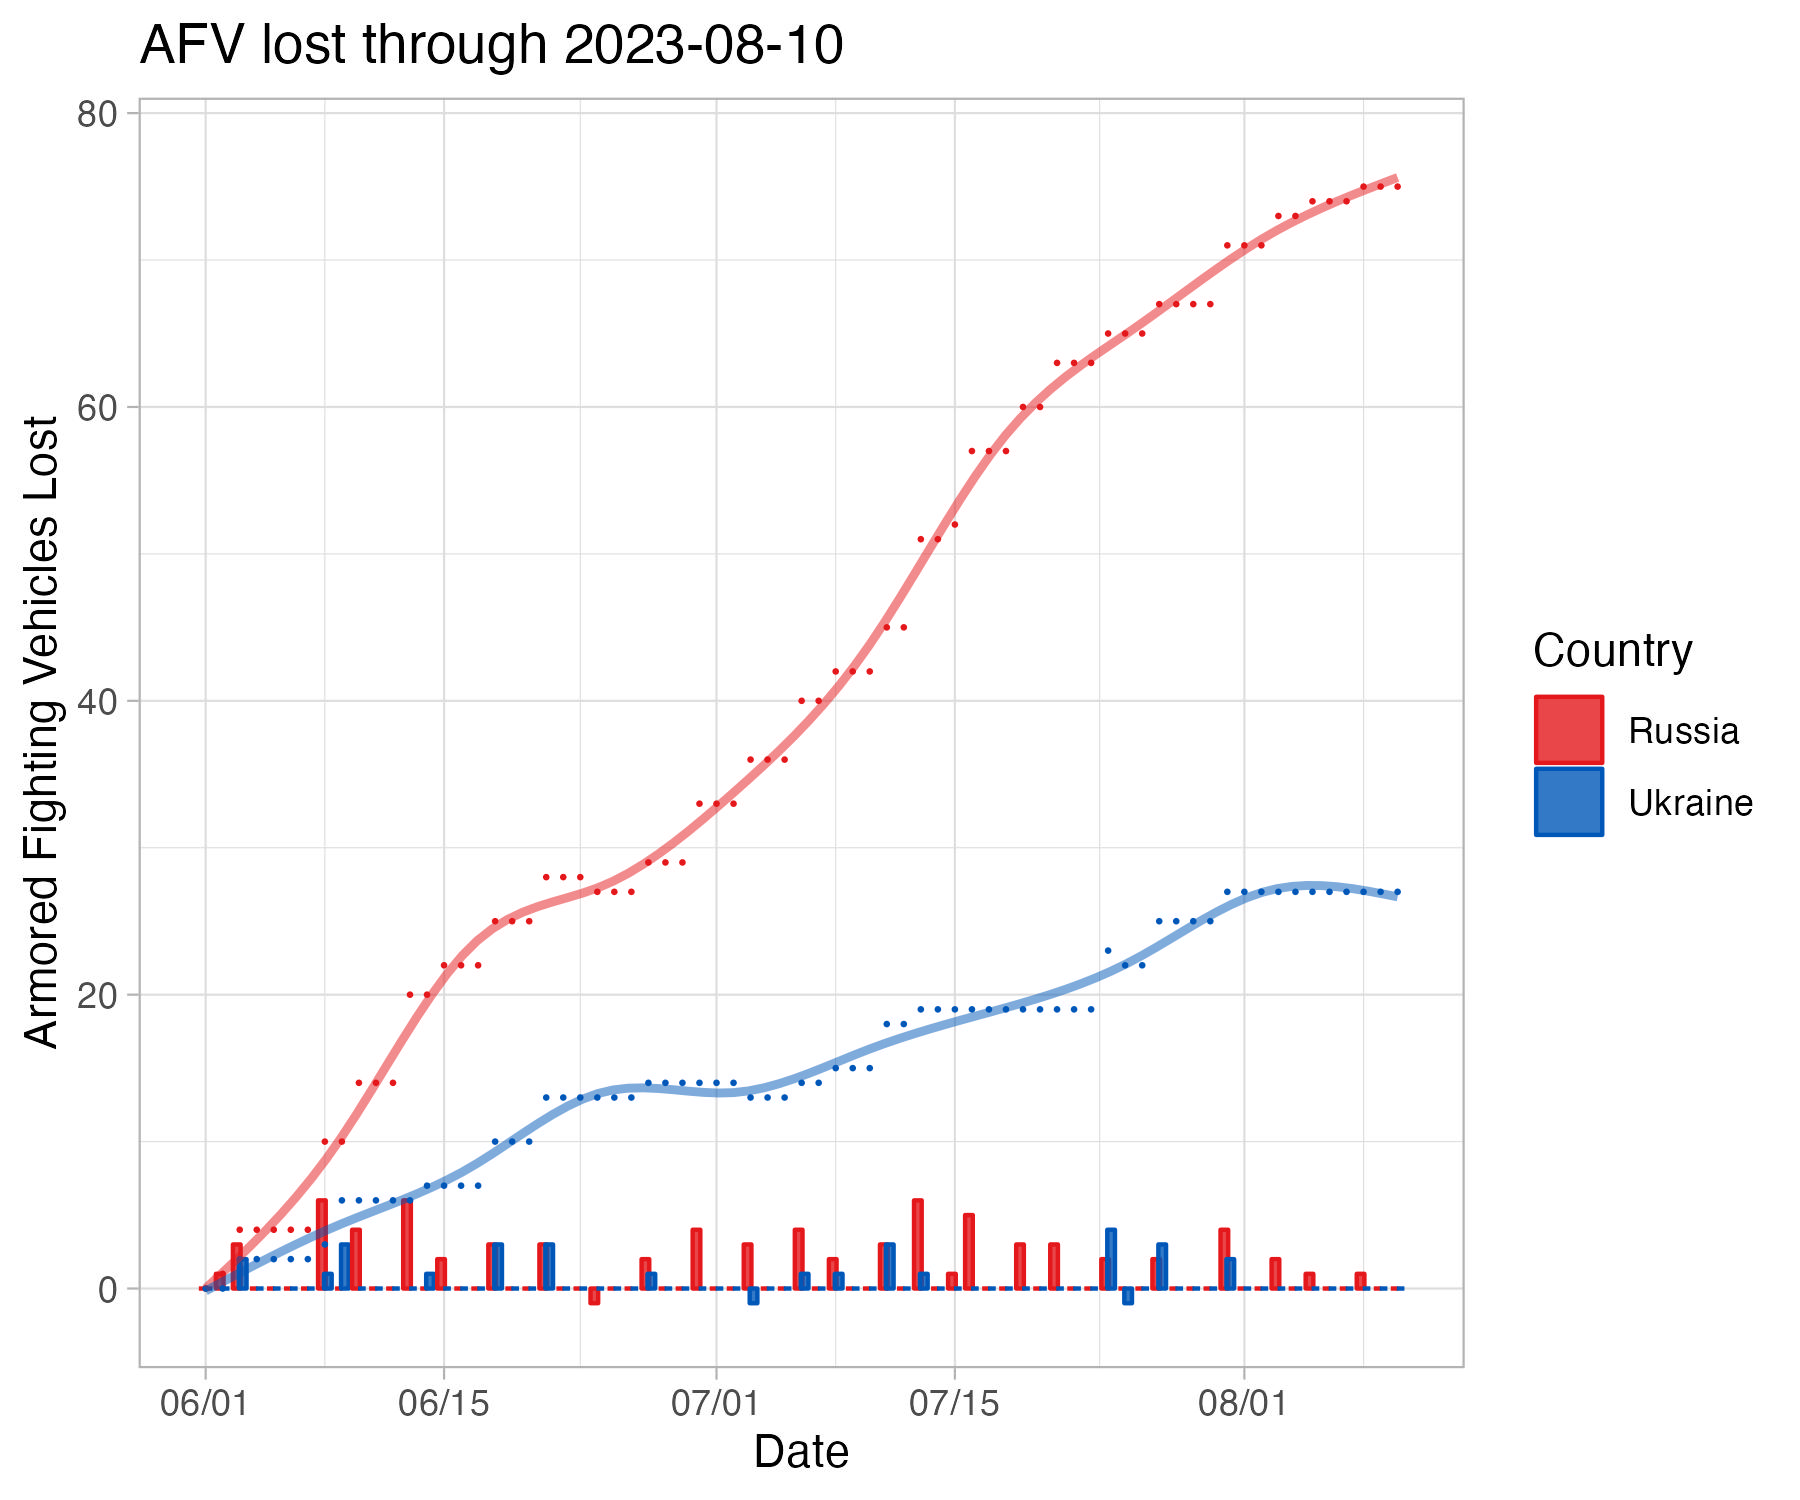 AFV lost through 2023-08-10
Armored Fighting Vehicles Lost
80
60
40
20
0
06/01
06/15
07/01
07/15
08/01
Date
Country
Russia
Ukraine